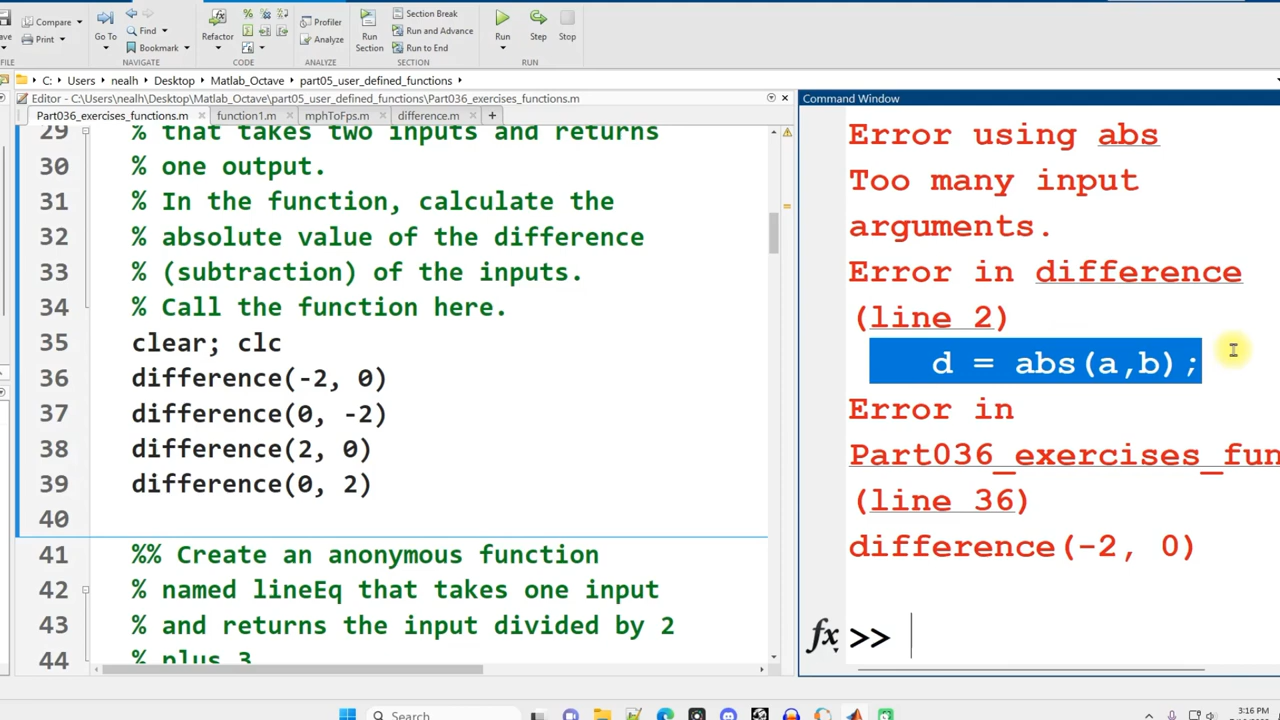 Compare
Print
FILE
Go To
Find
Bookmark
NAVIGATE
Refactor
CODE
Profiler
Analyze
ANALYZE
Run
Section
Section Break
Run and Advance
Run to End
SECTION
Run
Step
Stop
RUN
C: Users nealh Desktop Matlab_Octave part05_user_defined_functions
Editor - C:\Users\nealh\Desktop\Matlab_Octave\part05_user_defined_functions\Part036_exercises_functions.m
Part036_exercises_functions.m function1.m mphToFps.m difference.m
29 % that takes two inputs and returns
30 % one output.
31 % In the function, calculate the
32 % absolute value of the difference
33 % (subtraction) of the inputs.
34 % Call the function here.
35 clear; clc
36 difference(-2, 0)
37 difference(0, -2)
38 difference(2, 0)
39 difference(0, 2)
40
41 %% Create an anonymous function
42 % named lineEq that takes one input
43 % and returns the input divided by 2
44 % plus 3
Command Window
Error using abs
Too many input
arguments.
Error in difference
(line 2)
d = abs(a,b);
Error in
Part036_exercises_fun
(line 36)
difference(-2, 0)
fx >>
Search
3:16 PM